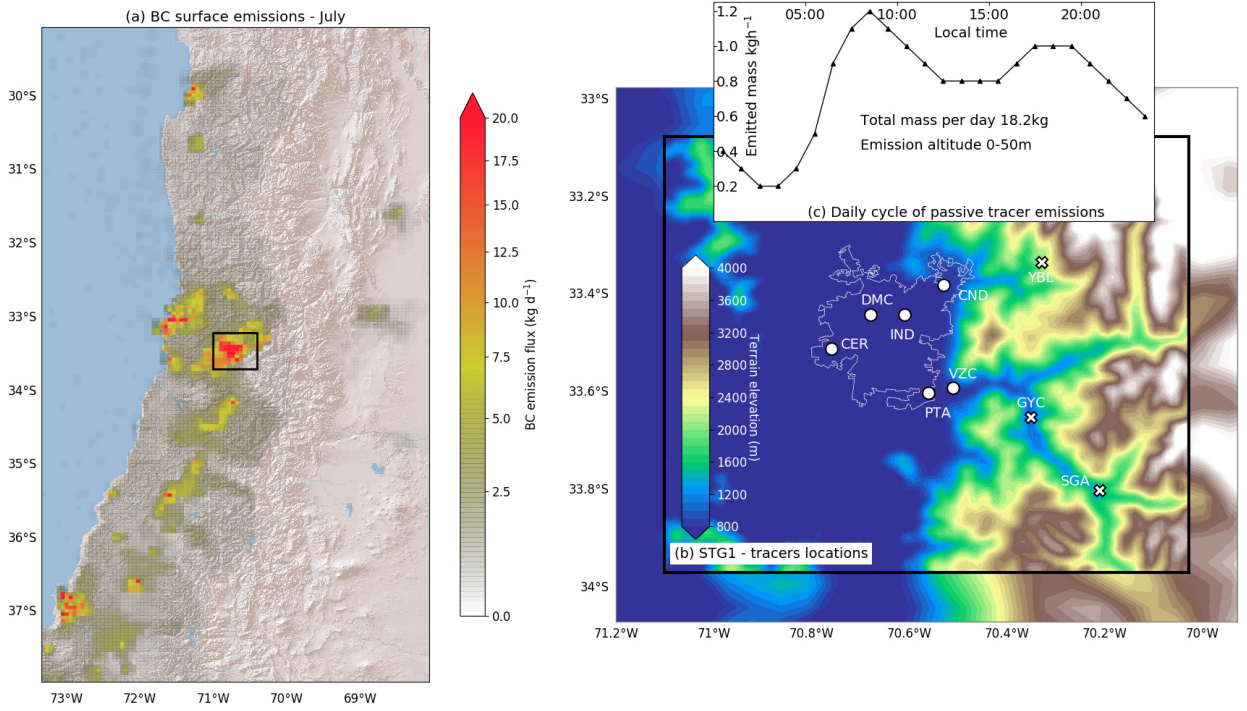 (a) BC surface emissions - July
30°S
31°S
32°S
33°S
34°S
35°S
36°S
37°S
73°W
72°W
71°W
70°W
69°W
20.0
17.5
15.0
12.5
10.0
7.5
5.0
2.5
0.0
BC emission flux (kg d⁻¹)
05:00
10:00
15:00
20:00
Local time
1.2
1.0
0.8
0.6
0.4
0.2
Emitted mass kgh⁻¹
Total mass per day 18.2kg
Emission altitude 0-50m
(c) Daily cycle of passive tracer emissions
33°S
33.2°S
33.4°S
33.6°S
33.8°S
34°S
71.2°W
71°W
70.8°W
70.6°W
70.4°W
70.2°W
70°W
4000
3600
3200
2800
2400
2000
1600
1200
800
Terrain elevation (m)
YBL
CND
DMC
IND
CER
VZC
PTA
GYC
SGA
(b) STG1 - tracers locations